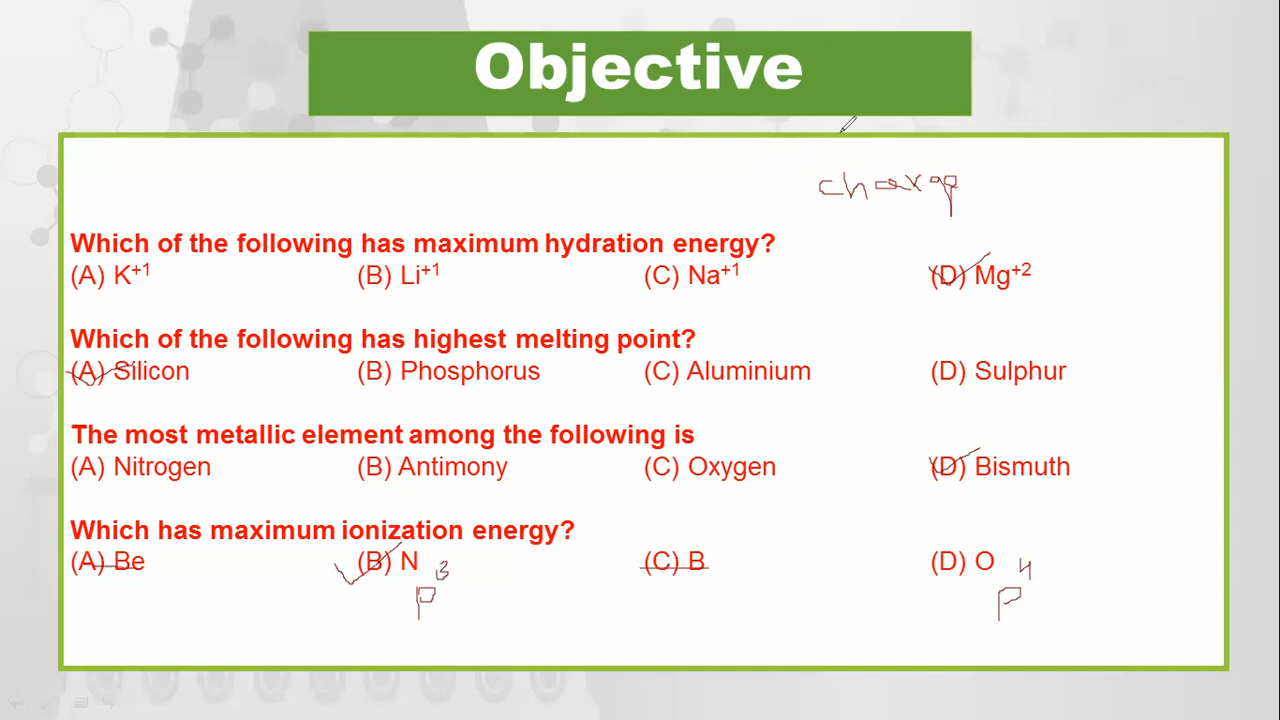 Objective
charge
Which of the following has maximum hydration energy?
(A) K+1 (B) Li+1 (C) Na+1 (D) Mg+2
Which of the following has highest melting point?
(A) Silicon (B) Phosphorus (C) Aluminium (D) Sulphur
The most metallic element among the following is
(A) Nitrogen (B) Antimony (C) Oxygen (D) Bismuth
Which has maximum ionization energy?
(A) Be (B) N (C) B (D) O
p3 p4